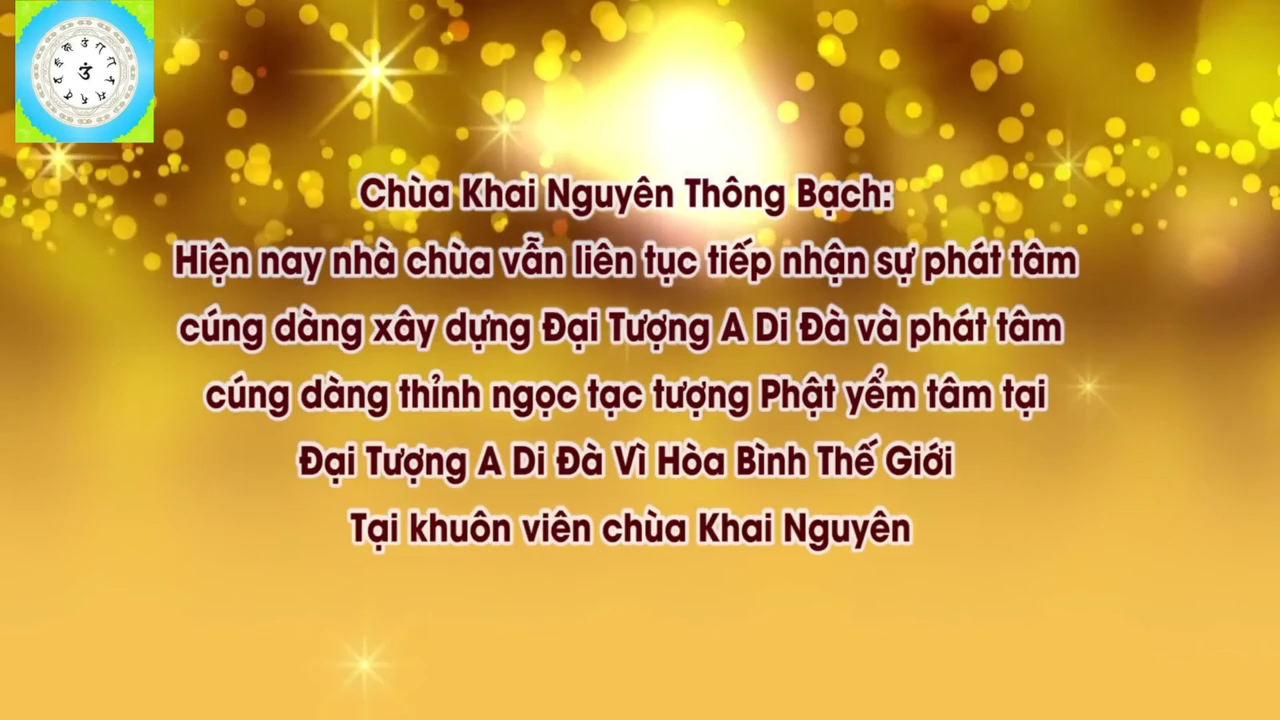 Chùa Khai Nguyên Thông Bạch:
Hiện nay nhà chùa vẫn liên tục tiếp nhận sự phát tâm
cúng dàng xây dựng Đại Tượng A Di Đà và phát tâm
cúng dàng thỉnh ngọc tạc tượng Phật yểm tâm tại
Đại Tượng A Di Đà Vì Hòa Bình Thế Giới
Tại khuôn viên chùa Khai Nguyên